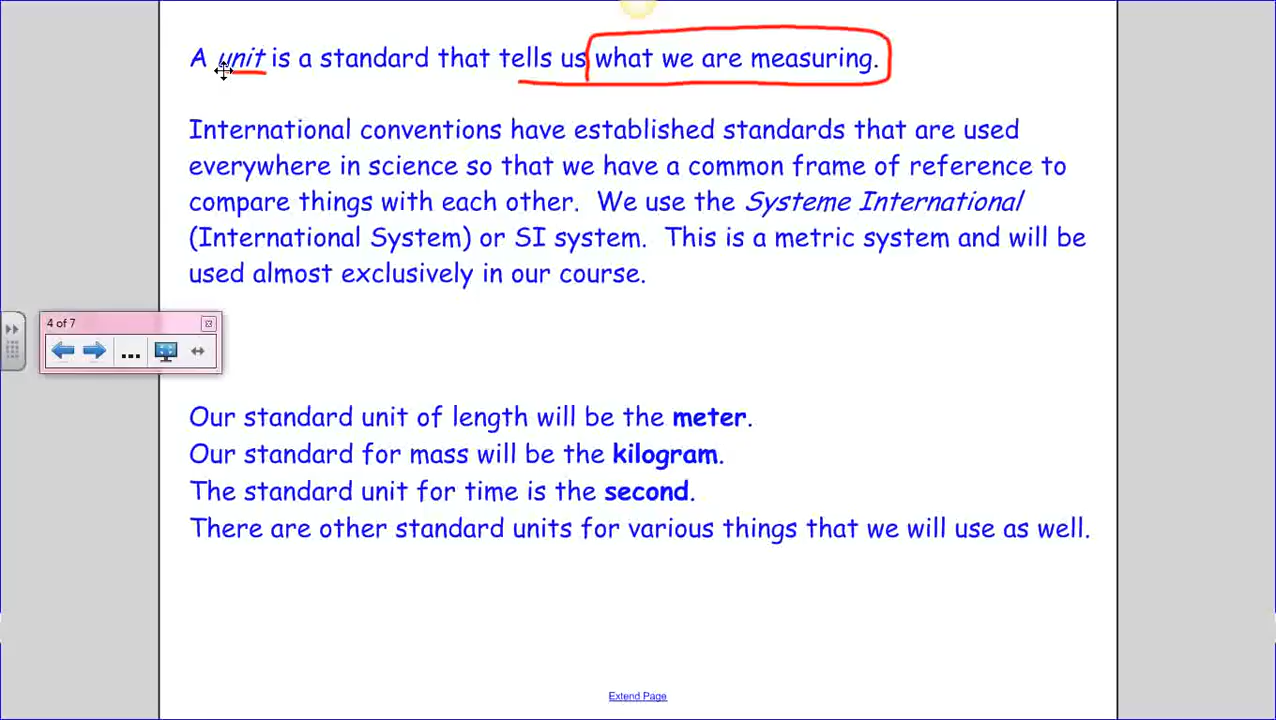 A unit is a standard that tells us what we are measuring.
International conventions have established standards that are used
everywhere in science so that we have a common frame of reference to
compare things with each other. We use the Systeme International
(International System) or SI system. This is a metric system and will be
used almost exclusively in our course.
4 of 7
...
Our standard unit of length will be the meter.
Our standard for mass will be the kilogram.
The standard unit for time is the second.
There are other standard units for various things that we will use as well.
Extend Page